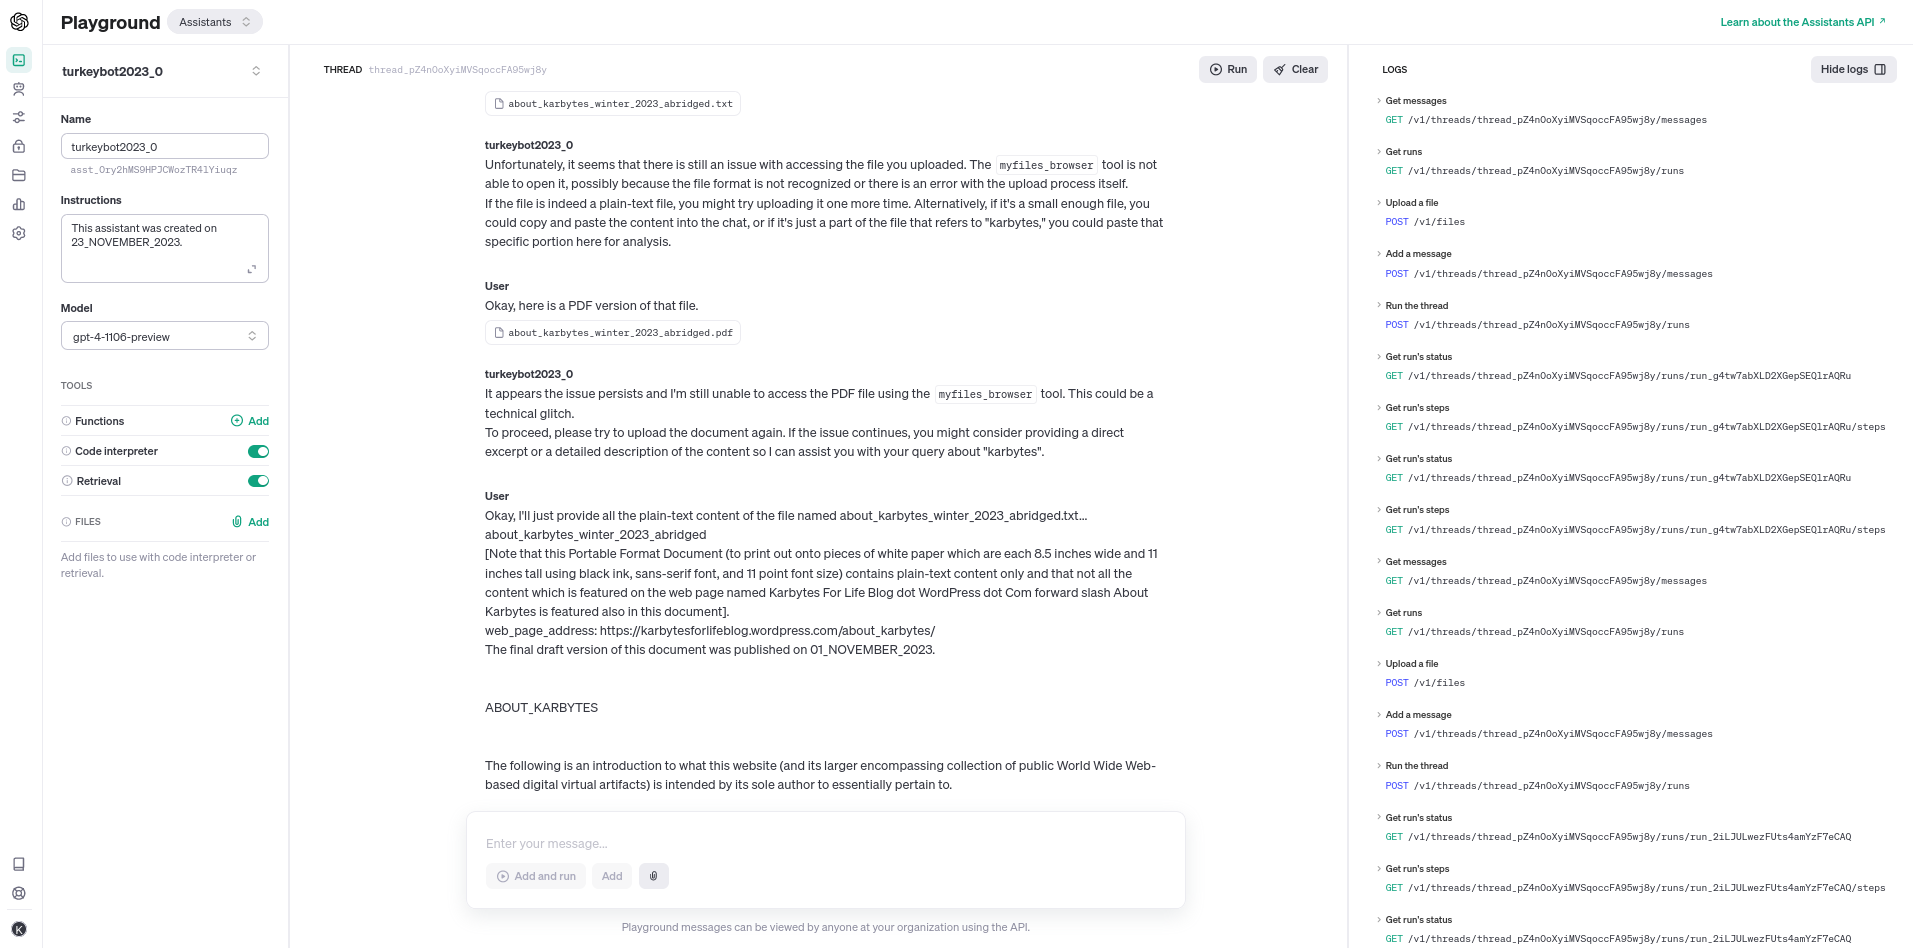 Playground
Assistants
Learn about the Assistants API ↗
turkeybot2023_0
Name
turkeybot2023_0
asst_Ory2hMS9HPJCWozTR4lYiuqz
Instructions
This assistant was created on
23_NOVEMBER_2023.
Model
gpt-4-1106-preview
TOOLS
Functions
Add
Code interpreter
Retrieval
FILES
Add
Add files to use with code interpreter or
retrieval.
K
THREAD thread_pZ4nOoXyiMVSqoccFA95wj8y
Run
Clear
about_karbytes_winter_2023_abridged.txt
turkeybot2023_0
Unfortunately, it seems that there is still an issue with accessing the file you uploaded. The myfiles_browser tool is not
able to open it, possibly because the file format is not recognized or there is an error with the upload process itself.
If the file is indeed a plain-text file, you might try uploading it one more time. Alternatively, if it's a small enough file, you
could copy and paste the content into the chat, or if it's just a part of the file that refers to "karbytes," you could paste that
specific portion here for analysis.
User
Okay, here is a PDF version of that file.
about_karbytes_winter_2023_abridged.pdf
turkeybot2023_0
It appears the issue persists and I'm still unable to access the PDF file using the myfiles_browser tool. This could be a
technical glitch.
To proceed, please try to upload the document again. If the issue continues, you might consider providing a direct
excerpt or a detailed description of the content so I can assist you with your query about "karbytes".
User
Okay, I'll just provide all the plain-text content of the file named about_karbytes_winter_2023_abridged.txt...
about_karbytes_winter_2023_abridged
[Note that this Portable Format Document (to print out onto pieces of white paper which are each 8.5 inches wide and 11
inches tall using black ink, sans-serif font, and 11 point font size) contains plain-text content only and that not all the
content which is featured on the web page named Karbytes For Life Blog dot WordPress dot Com forward slash About
Karbytes is featured also in this document].
web_page_address: https://karbytesforlifeblog.wordpress.com/about_karbytes/
The final draft version of this document was published on 01_NOVEMBER_2023.
ABOUT_KARBYTES
The following is an introduction to what this website (and its larger encompassing collection of public World Wide Web-
based digital virtual artifacts) is intended by its sole author to essentially pertain to.
Enter your message...
Add and run
Add
Playground messages can be viewed by anyone at your organization using the API.
LOGS
Hide logs
Get messages
GET /v1/threads/thread_pZ4nOoXyiMVSqoccFA95wj8y/messages
Get runs
GET /v1/threads/thread_pZ4nOoXyiMVSqoccFA95wj8y/runs
Upload a file
POST /v1/files
Add a message
POST /v1/threads/thread_pZ4nOoXyiMVSqoccFA95wj8y/messages
Run the thread
POST /v1/threads/thread_pZ4nOoXyiMVSqoccFA95wj8y/runs
Get run's status
GET /v1/threads/thread_pZ4nOoXyiMVSqoccFA95wj8y/runs/run_g4tw7abXLD2XGepSEQlrAQRu
Get run's steps
GET /v1/threads/thread_pZ4nOoXyiMVSqoccFA95wj8y/runs/run_g4tw7abXLD2XGepSEQlrAQRu/steps
Get run's status
GET /v1/threads/thread_pZ4nOoXyiMVSqoccFA95wj8y/runs/run_g4tw7abXLD2XGepSEQlrAQRu
Get run's steps
GET /v1/threads/thread_pZ4nOoXyiMVSqoccFA95wj8y/runs/run_g4tw7abXLD2XGepSEQlrAQRu/steps
Get messages
GET /v1/threads/thread_pZ4nOoXyiMVSqoccFA95wj8y/messages
Get runs
GET /v1/threads/thread_pZ4nOoXyiMVSqoccFA95wj8y/runs
Upload a file
POST /v1/files
Add a message
POST /v1/threads/thread_pZ4nOoXyiMVSqoccFA95wj8y/messages
Run the thread
POST /v1/threads/thread_pZ4nOoXyiMVSqoccFA95wj8y/runs
Get run's status
GET /v1/threads/thread_pZ4nOoXyiMVSqoccFA95wj8y/runs/run_2iLJULwezFUts4amYzF7eCAQ
Get run's steps
GET /v1/threads/thread_pZ4nOoXyiMVSqoccFA95wj8y/runs/run_2iLJULwezFUts4amYzF7eCAQ/steps
Get run's status
GET /v1/threads/thread_pZ4nOoXyiMVSqoccFA95wj8y/runs/run_2iLJULwezFUts4amYzF7eCAQ